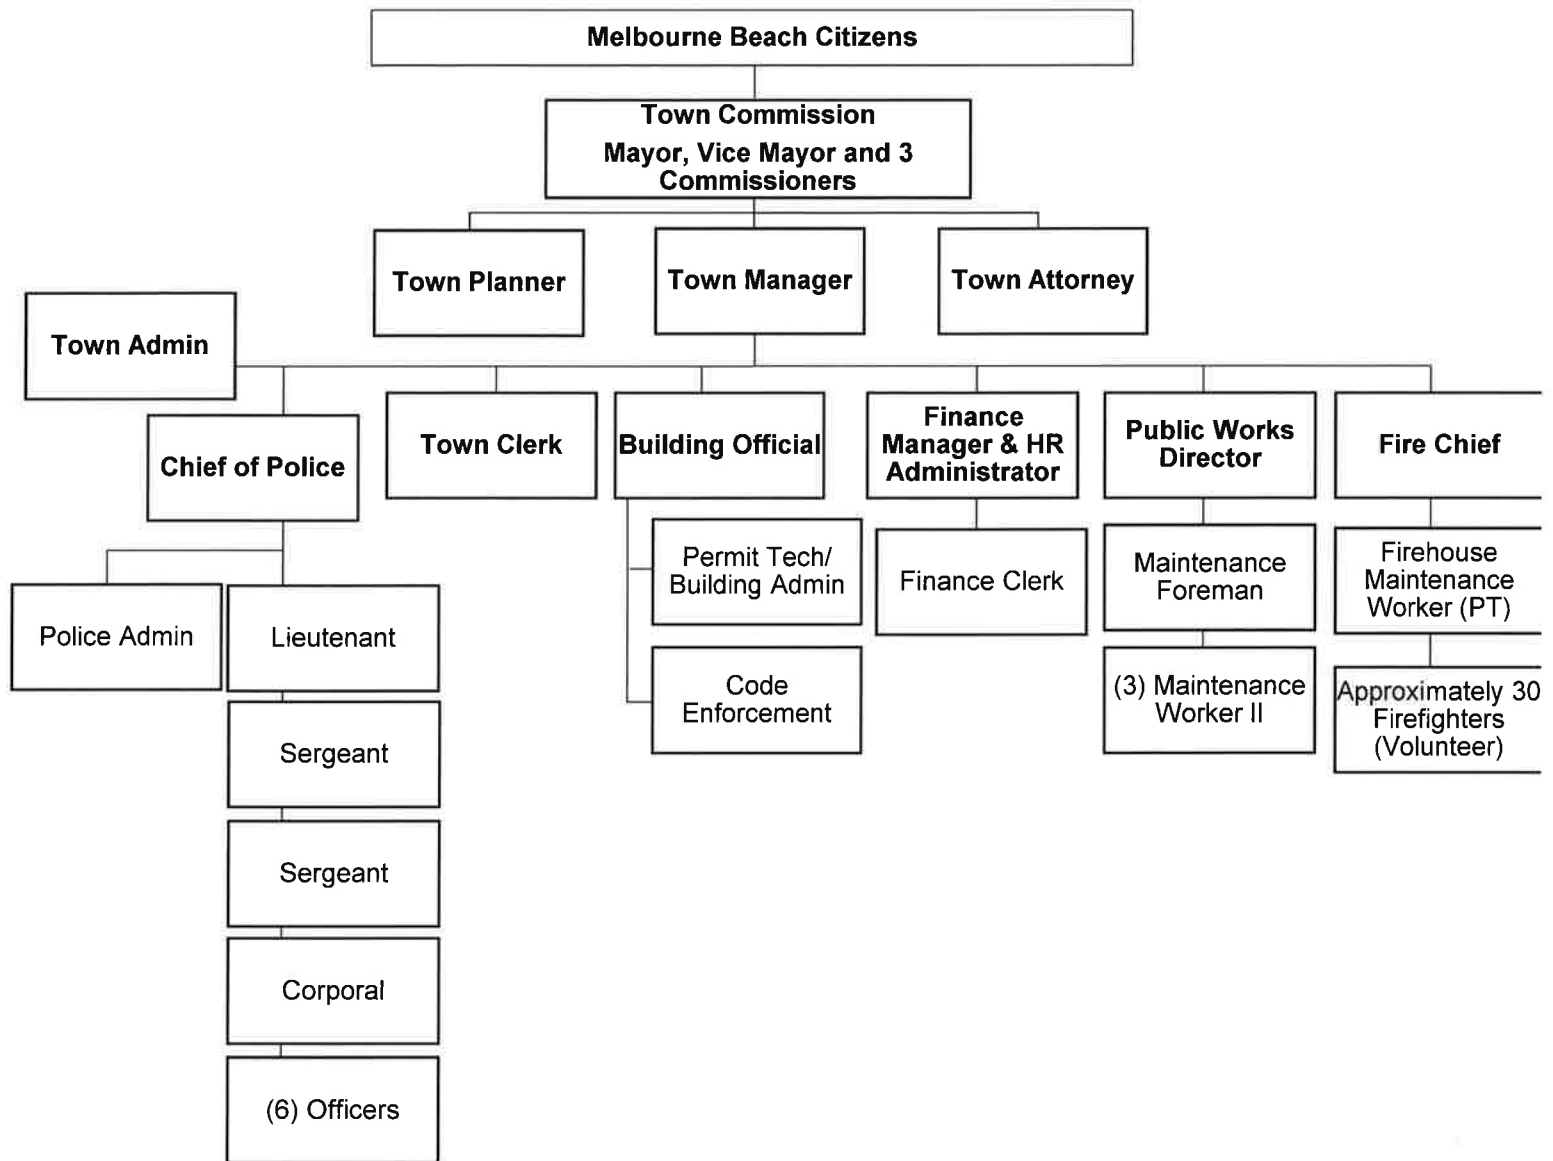 Melbourne Beach Citizens
Town Commission
Mayor, Vice Mayor and 3
Commissioners
Town Planner
Town Manager
Town Attorney
Town Admin
Chief of Police
Town Clerk
Building Official
Finance
Manager & HR
Administrator
Public Works
Director
Fire Chief
Police Admin
Lieutenant
Sergeant
Sergeant
Corporal
(6) Officers
Permit Tech/
Building Admin
Code
Enforcement
Finance Clerk
Maintenance
Foreman
(3) Maintenance
Worker II
Firehouse
Maintenance
Worker (PT)
Approximately 30
Firefighters
(Volunteer)